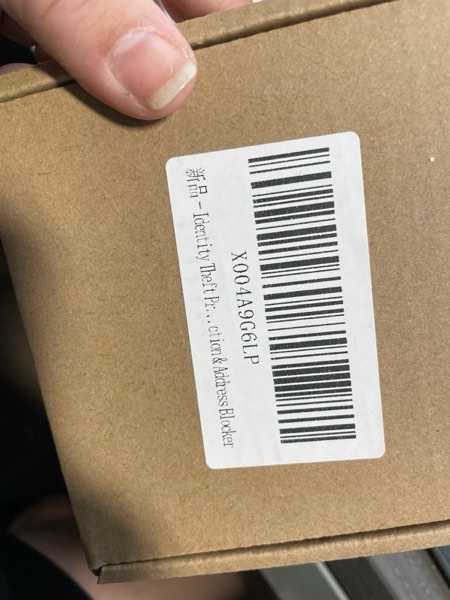 X004A9G6LP
新品 - Identity Theft Pr...ction & Address Blocker